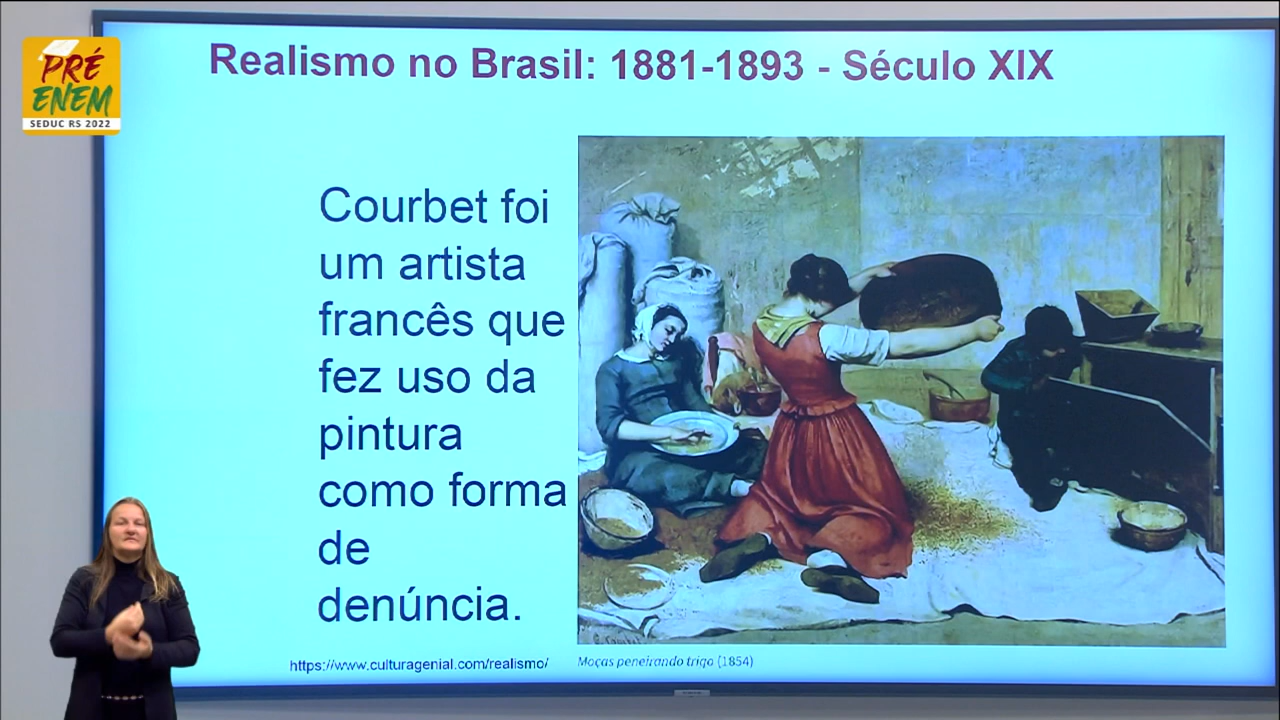 PRÉ
ENEM
SEDUC RS 2022
Realismo no Brasil: 1881-1893 - Século XIX
Courbet foi
um artista
francês que
fez uso da
pintura
como forma
de
denúncia.
https://www.culturagenial.com/realismo/
Moças peneirando trigo (1854)